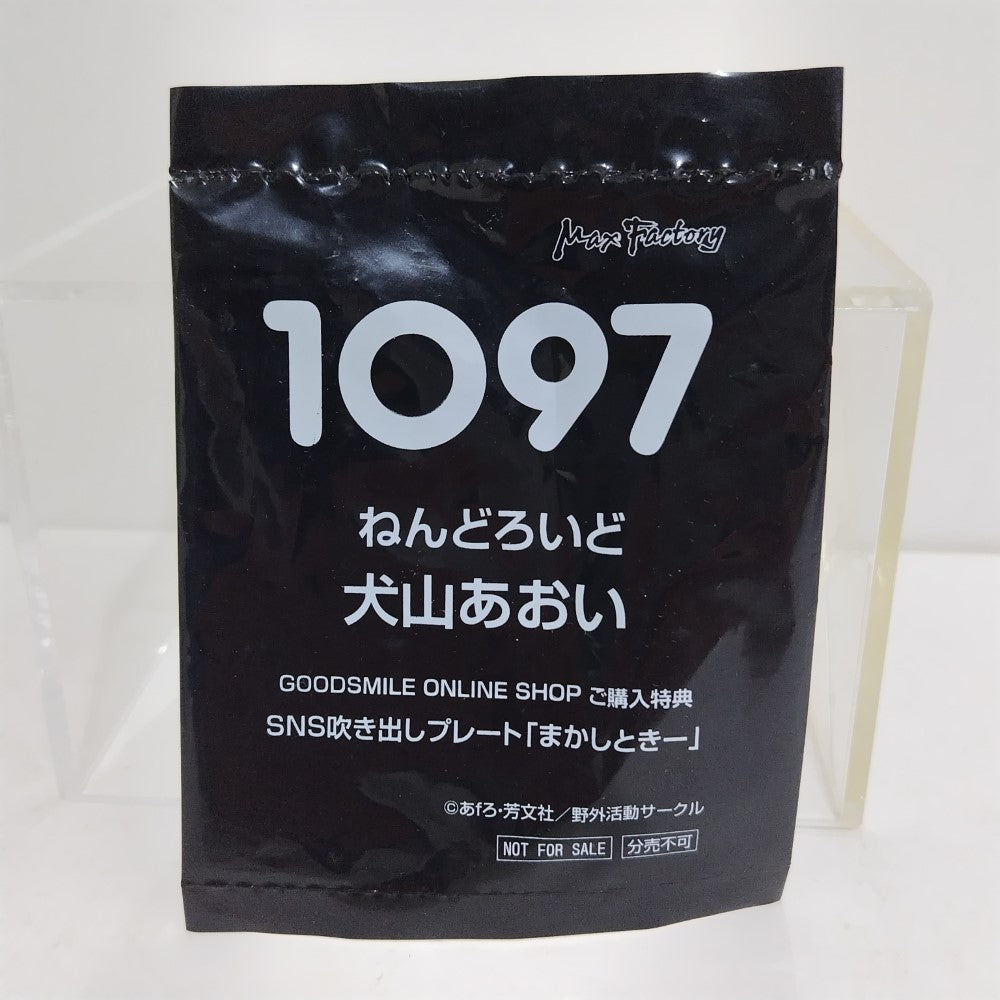 Max Factory
1097
ねんどろいど
犬山あおい
GOODSMILE ONLINE SHOP ご購入特典
SNS吹き出しプレート「まかしときー」
©あfろ・芳文社／野外活動サークル
NOT FOR SALE 分売不可